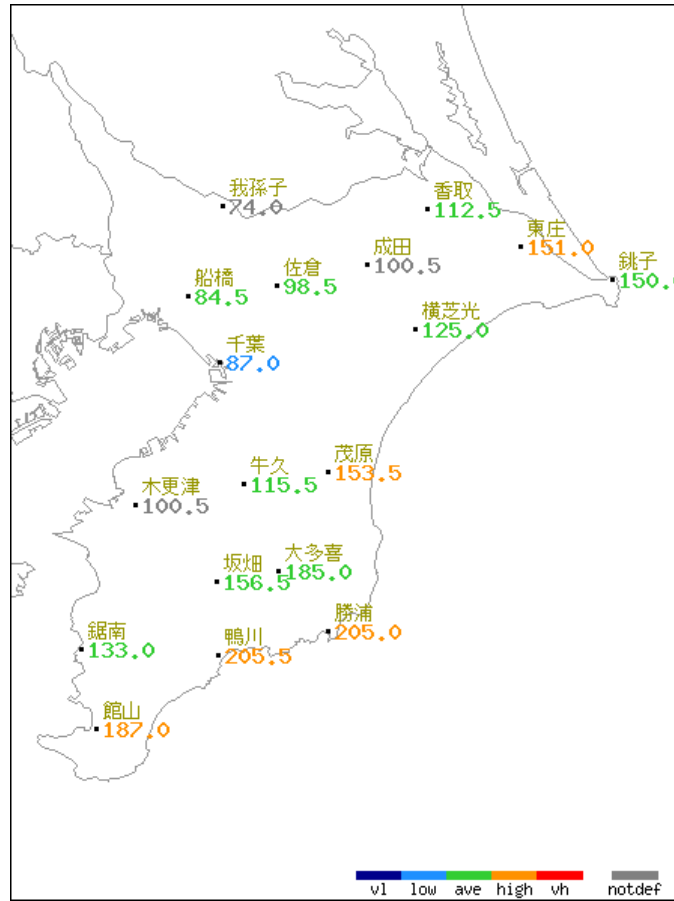 我孫子
74.0
香取
112.5
東庄
151.0
成田
100.5
銚子
150.
佐倉
98.5
船橋
84.5
横芝光
125.0
千葉
87.0
茂原
153.5
牛久
115.5
木更津
100.5
大多喜
185.0
坂畑
156.5
勝浦
205.0
鋸南
133.0
鴨川
205.5
館山
187.0
vl low ave high vh notdef